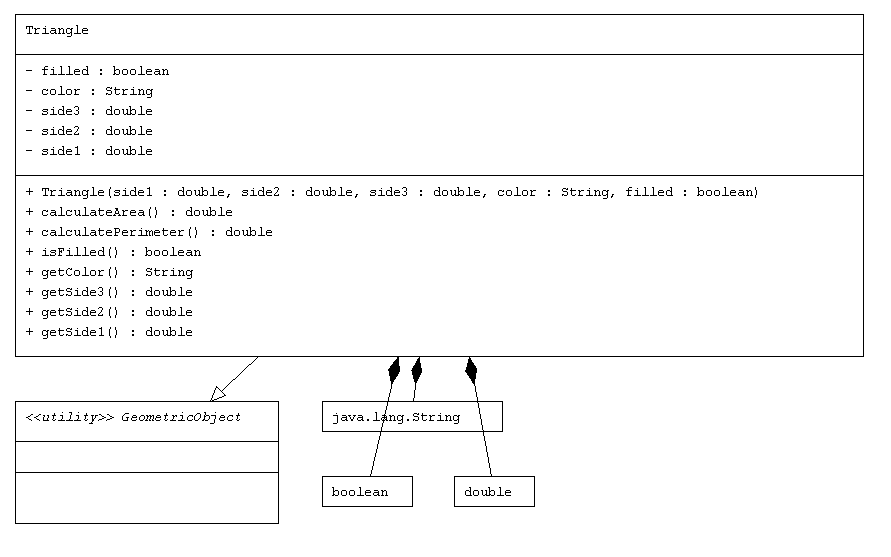 Triangle
- filled : boolean
- color : String
- side3 : double
- side2 : double
- side1 : double
+ Triangle(side1 : double, side2 : double, side3 : double, color : String, filled : boolean)
+ calculateArea() : double
+ calculatePerimeter() : double
+ isFilled() : boolean
+ getColor() : String
+ getSide3() : double
+ getSide2() : double
+ getSide1() : double
<<utility>> GeometricObject
java.lang.String
boolean
double